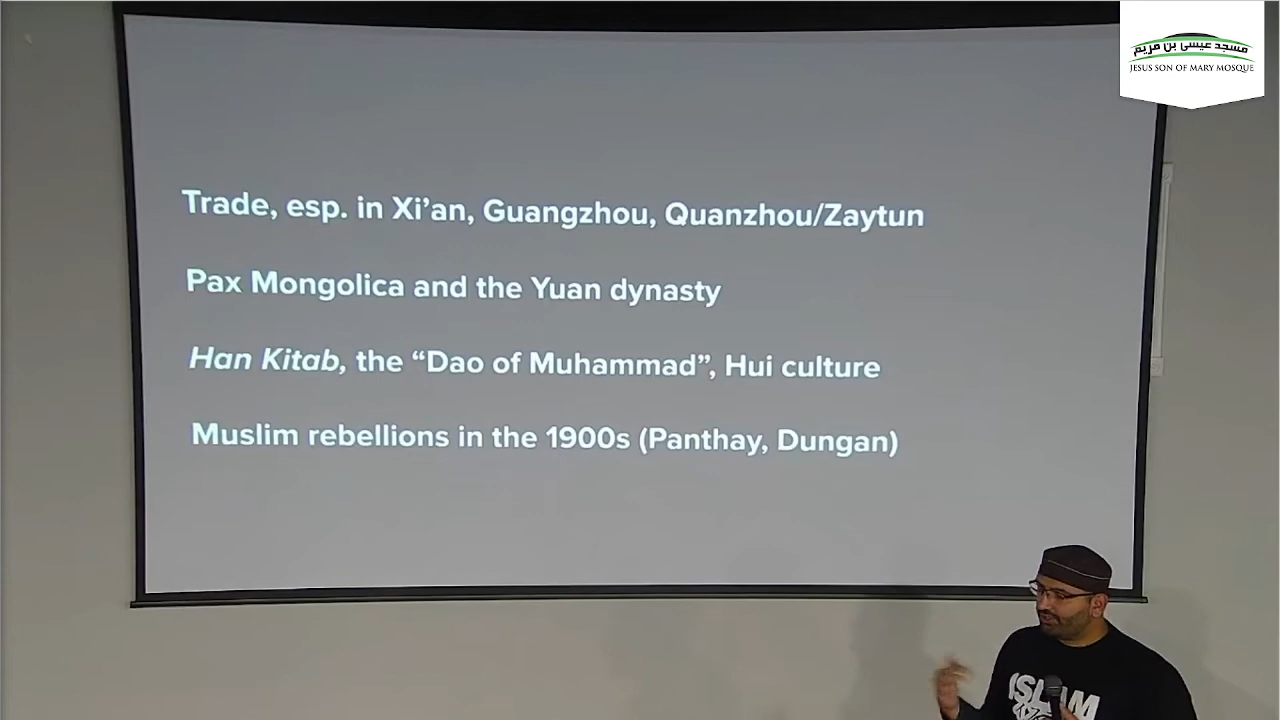 مسجد عيسى بن مريم
JESUS SON OF MARY MOSQUE
Trade, esp. in Xi’an, Guangzhou, Quanzhou/Zaytun
Pax Mongolica and the Yuan dynasty
Han Kitab, the “Dao of Muhammad”, Hui culture
Muslim rebellions in the 1900s (Panthay, Dungan)
ISLAM